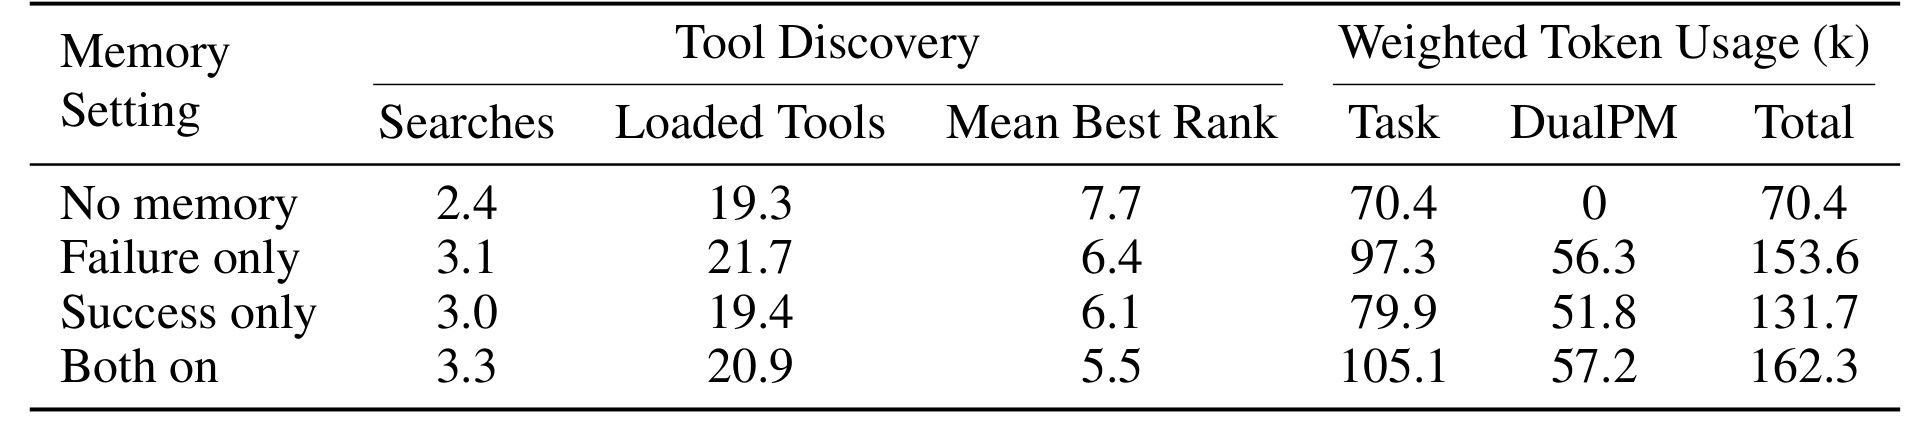 Memory Setting Tool Discovery Weighted Token Usage (k)
Searches Loaded Tools Mean Best Rank Task DualPM Total
No memory 2.4 19.3 7.7 70.4 0 70.4
Failure only 3.1 21.7 6.4 97.3 56.3 153.6
Success only 3.0 19.4 6.1 79.9 51.8 131.7
Both on 3.3 20.9 5.5 105.1 57.2 162.3